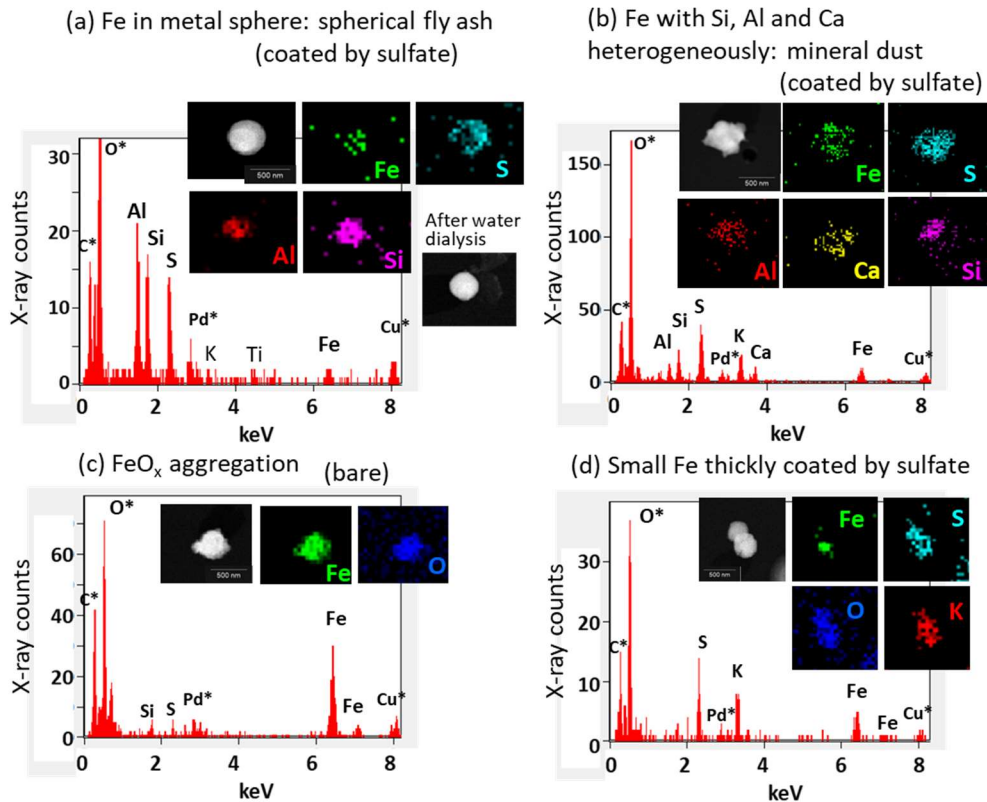 (a) Fe in metal sphere: spherical fly ash
(coated by sulfate)
X-ray counts
30
20
10
0
O*
C*
Al
Si
S
Pd*
K
Ti
Fe
Cu*
500 nm
Fe
S
Al
Si
After water
dialysis
0 2 4 6 8
keV
(b) Fe with Si, Al and Ca
heterogeneously: mineral dust
(coated by sulfate)
X-ray counts
150
100
50
0
O*
C*
Al
Si
S
Pd*
K
Ca
Fe
Cu*
500 nm
Fe
S
Al
Ca
Si
0 2 4 6 8
keV
(c) FeOx aggregation
(bare)
X-ray counts
60
40
20
0
O*
C*
Si
S
Pd*
Fe
Fe
Cu*
500 nm
Fe
O
0 2 4 6 8
keV
(d) Small Fe thickly coated by sulfate
X-ray counts
30
20
10
0
O*
C*
S
Pd*
K
Fe
Fe
Cu*
500 nm
Fe
S
O
K
0 2 4 6 8
keV